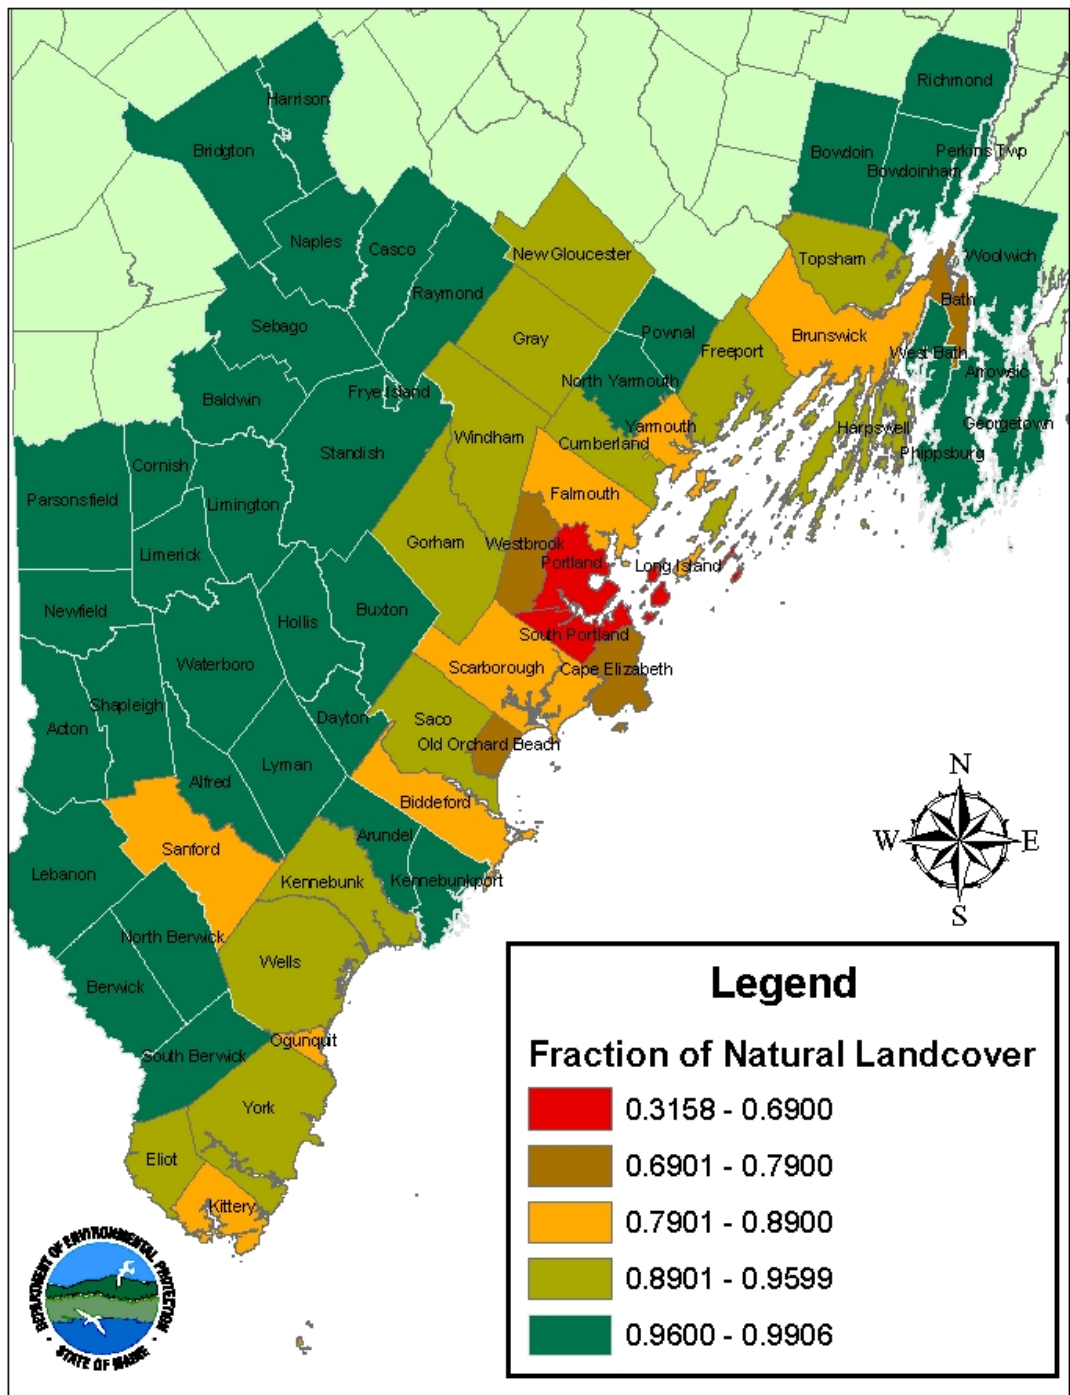 Richmond
Harrison
Bridgton
Bowdoin
Perkins Twp
Bowdoinham
Naples
Casco
New Gloucester
Topsham
Woolwich
Raymond
Bath
Sebago
Gray
Pownal
Brunswick
Freeport
West Bath
Arrowsic
Frye Island
North Yarmouth
Baldwin
Georgetown
Windham
Cumberland
Yarmouth
Harpswell
Phippsburg
Standish
Cornish
Parsonsfield
Limington
Falmouth
Gorham
Westbrook
Limerick
Portland
Long Island
Newfield
Hollis
Buxton
South Portland
Waterboro
Scarborough
Cape Elizabeth
Shapleigh
Acton
Dayton
Saco
Old Orchard Beach
Lyman
Alfred
Biddeford
Sanford
Arundel
Lebanon
Kennebunk
Kennebunkport
North Berwick
Wells
Berwick
Ogunquit
South Berwick
York
Eliot
Kittery
N
W
E
S
Legend
Fraction of Natural Landcover
0.3158 - 0.6900
0.6901 - 0.7900
0.7901 - 0.8900
0.8901 - 0.9599
0.9600 - 0.9906
DEPARTMENT OF ENVIRONMENTAL PROTECTION
STATE OF MAINE